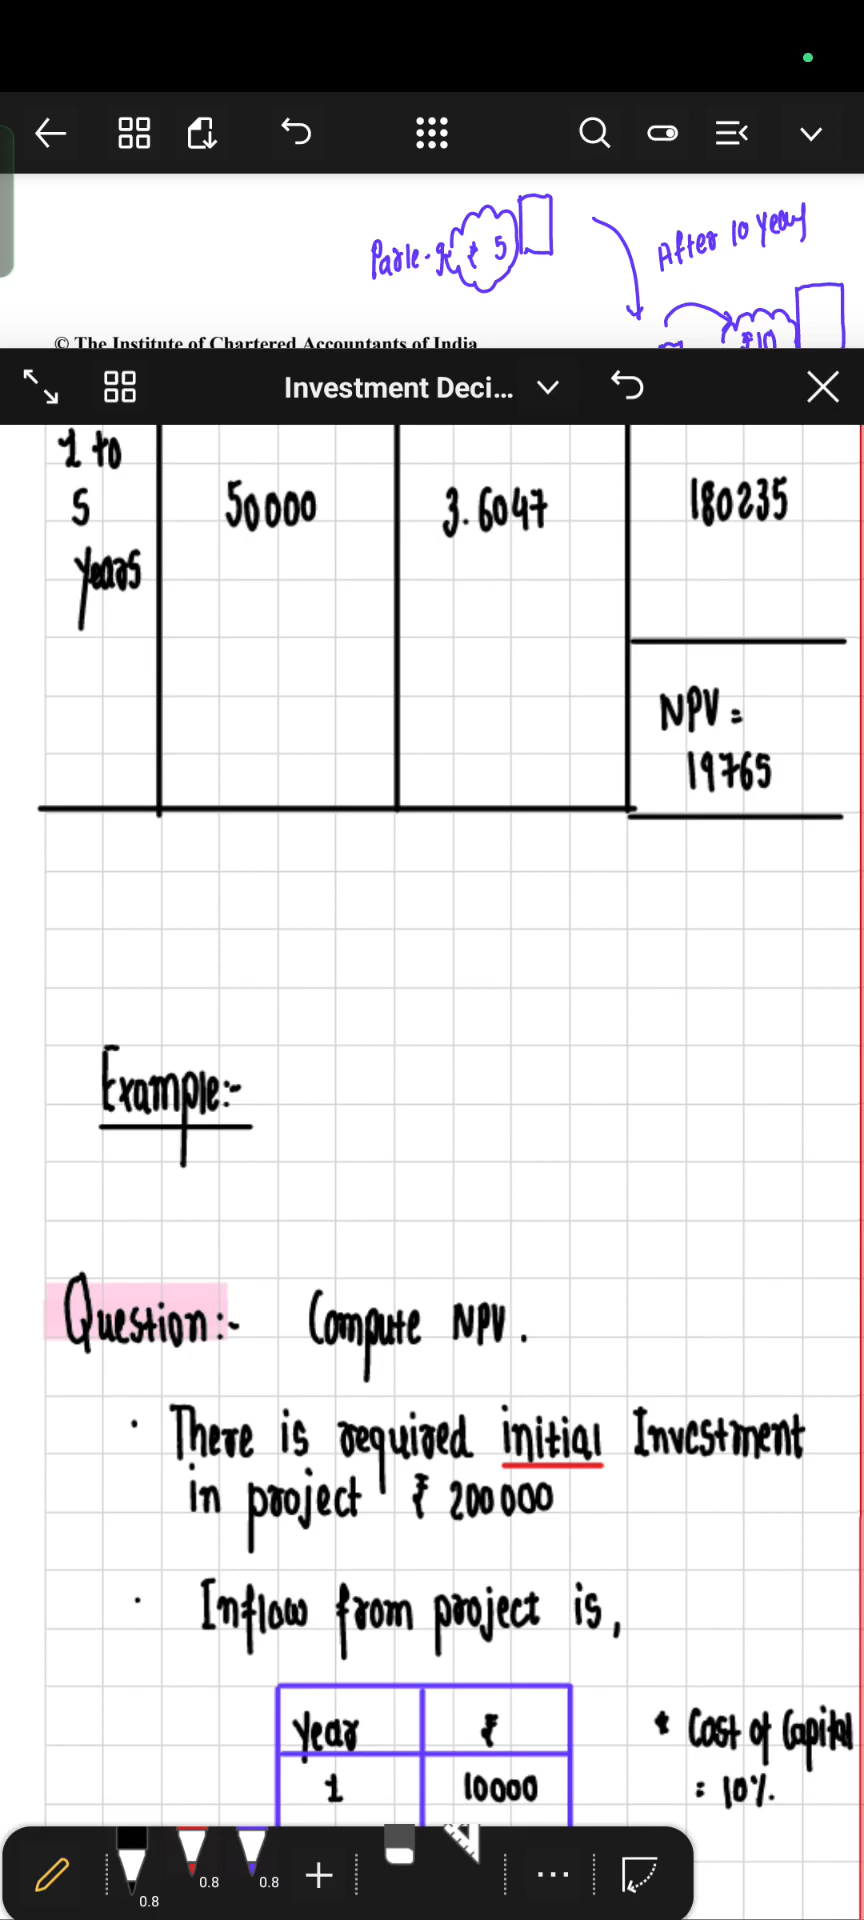 Parle-g ₹ 5
After 10 years
₹10
© The Institute of Chartered Accountants of India
Investment Deci...
1 to
5
years
50000
3.6047
180235
NPV =
19765
Example:-
Question:- Compute NPV.
· There is required initial Investment
in project ₹ 200000
· Inflow from project is,
year ₹
1 10000
* Cost of Capital
= 10%.
0.8
0.8
0.8